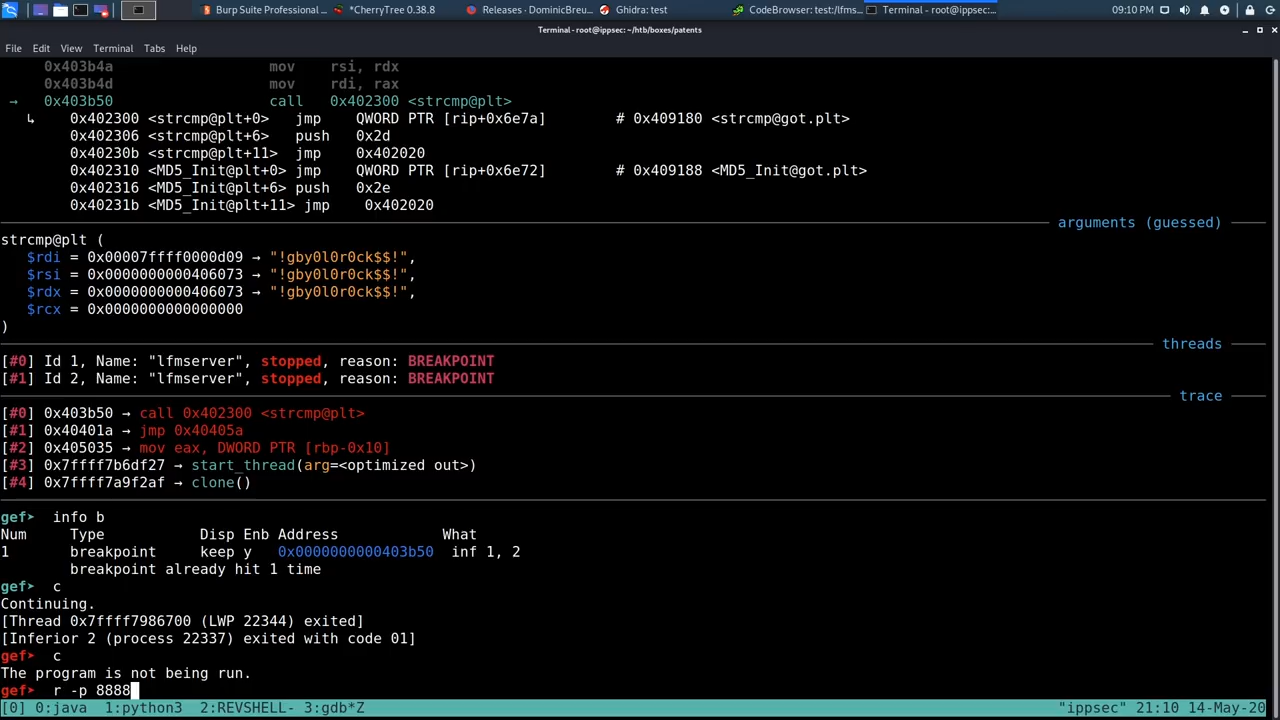 Burp Suite Professional ...
*CherryTree 0.38.8
Releases · DominicBreu...
Ghidra: test
CodeBrowser: test:/lfms...
Terminal - root@ippsec:...
09:10 PM
Terminal - root@ippsec: ~/htb/boxes/patents
File Edit View Terminal Tabs Help
0x403b4a mov rsi, rdx
0x403b4d mov rdi, rax
→ 0x403b50 call 0x402300 <strcmp@plt>
↳ 0x402300 <strcmp@plt+0> jmp QWORD PTR [rip+0x6e7a] # 0x409180 <strcmp@got.plt>
0x402306 <strcmp@plt+6> push 0x2d
0x40230b <strcmp@plt+11> jmp 0x402020
0x402310 <MD5_Init@plt+0> jmp QWORD PTR [rip+0x6e72] # 0x409188 <MD5_Init@got.plt>
0x402316 <MD5_Init@plt+6> push 0x2e
0x40231b <MD5_Init@plt+11> jmp 0x402020
arguments (guessed)
strcmp@plt (
$rdi = 0x00007ffff0000d09 → "!gby0l0r0ck$$!",
$rsi = 0x0000000000406073 → "!gby0l0r0ck$$!",
$rdx = 0x0000000000406073 → "!gby0l0r0ck$$!",
$rcx = 0x0000000000000000
)
threads
[#0] Id 1, Name: "lfmserver", stopped, reason: BREAKPOINT
[#1] Id 2, Name: "lfmserver", stopped, reason: BREAKPOINT
trace
[#0] 0x403b50 → call 0x402300 <strcmp@plt>
[#1] 0x40401a → jmp 0x40405a
[#2] 0x405035 → mov eax, DWORD PTR [rbp-0x10]
[#3] 0x7ffff7b6df27 → start_thread(arg=<optimized out>)
[#4] 0x7ffff7a9f2af → clone()
gef➤ info b
Num Type Disp Enb Address What
1 breakpoint keep y 0x0000000000403b50 inf 1, 2
breakpoint already hit 1 time
gef➤ c
Continuing.
[Thread 0x7ffff7986700 (LWP 22344) exited]
[Inferior 2 (process 22337) exited with code 01]
gef➤ c
The program is not being run.
gef➤ r -p 8888
[0] 0:java 1:python3 2:REVSHELL- 3:gdb*Z "ippsec" 21:10 14-May-20